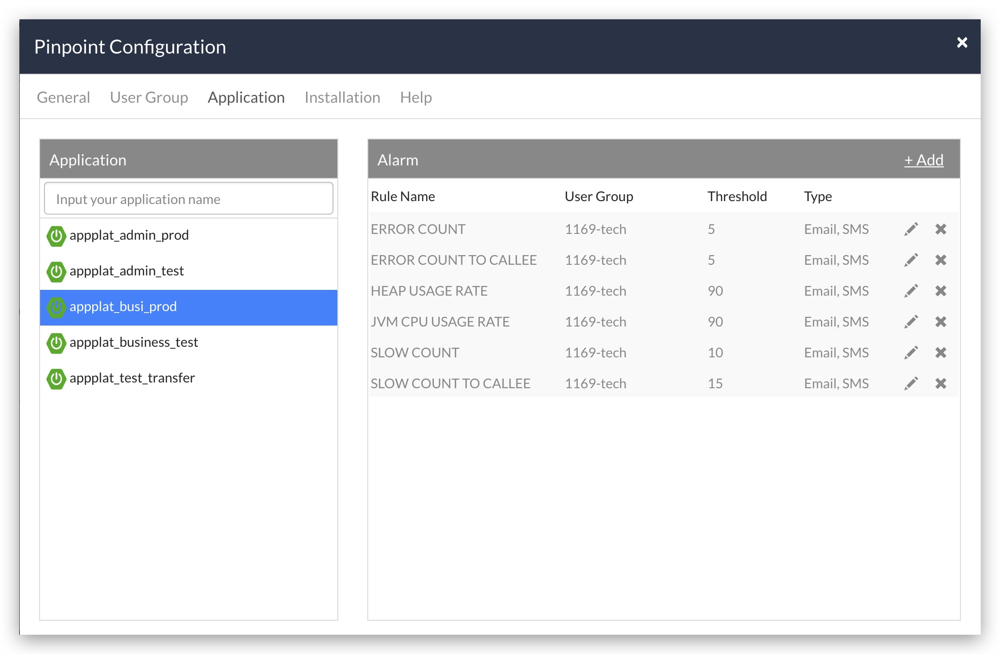 Pinpoint Configuration
General User Group Application Installation Help
Application
Input your application name
appplat_admin_prod
appplat_admin_test
appplat_busi_prod
appplat_business_test
appplat_test_transfer
Alarm + Add
Rule Name User Group Threshold Type
ERROR COUNT 1169-tech 5 Email, SMS
ERROR COUNT TO CALLEE 1169-tech 5 Email, SMS
HEAP USAGE RATE 1169-tech 90 Email, SMS
JVM CPU USAGE RATE 1169-tech 90 Email, SMS
SLOW COUNT 1169-tech 10 Email, SMS
SLOW COUNT TO CALLEE 1169-tech 15 Email, SMS